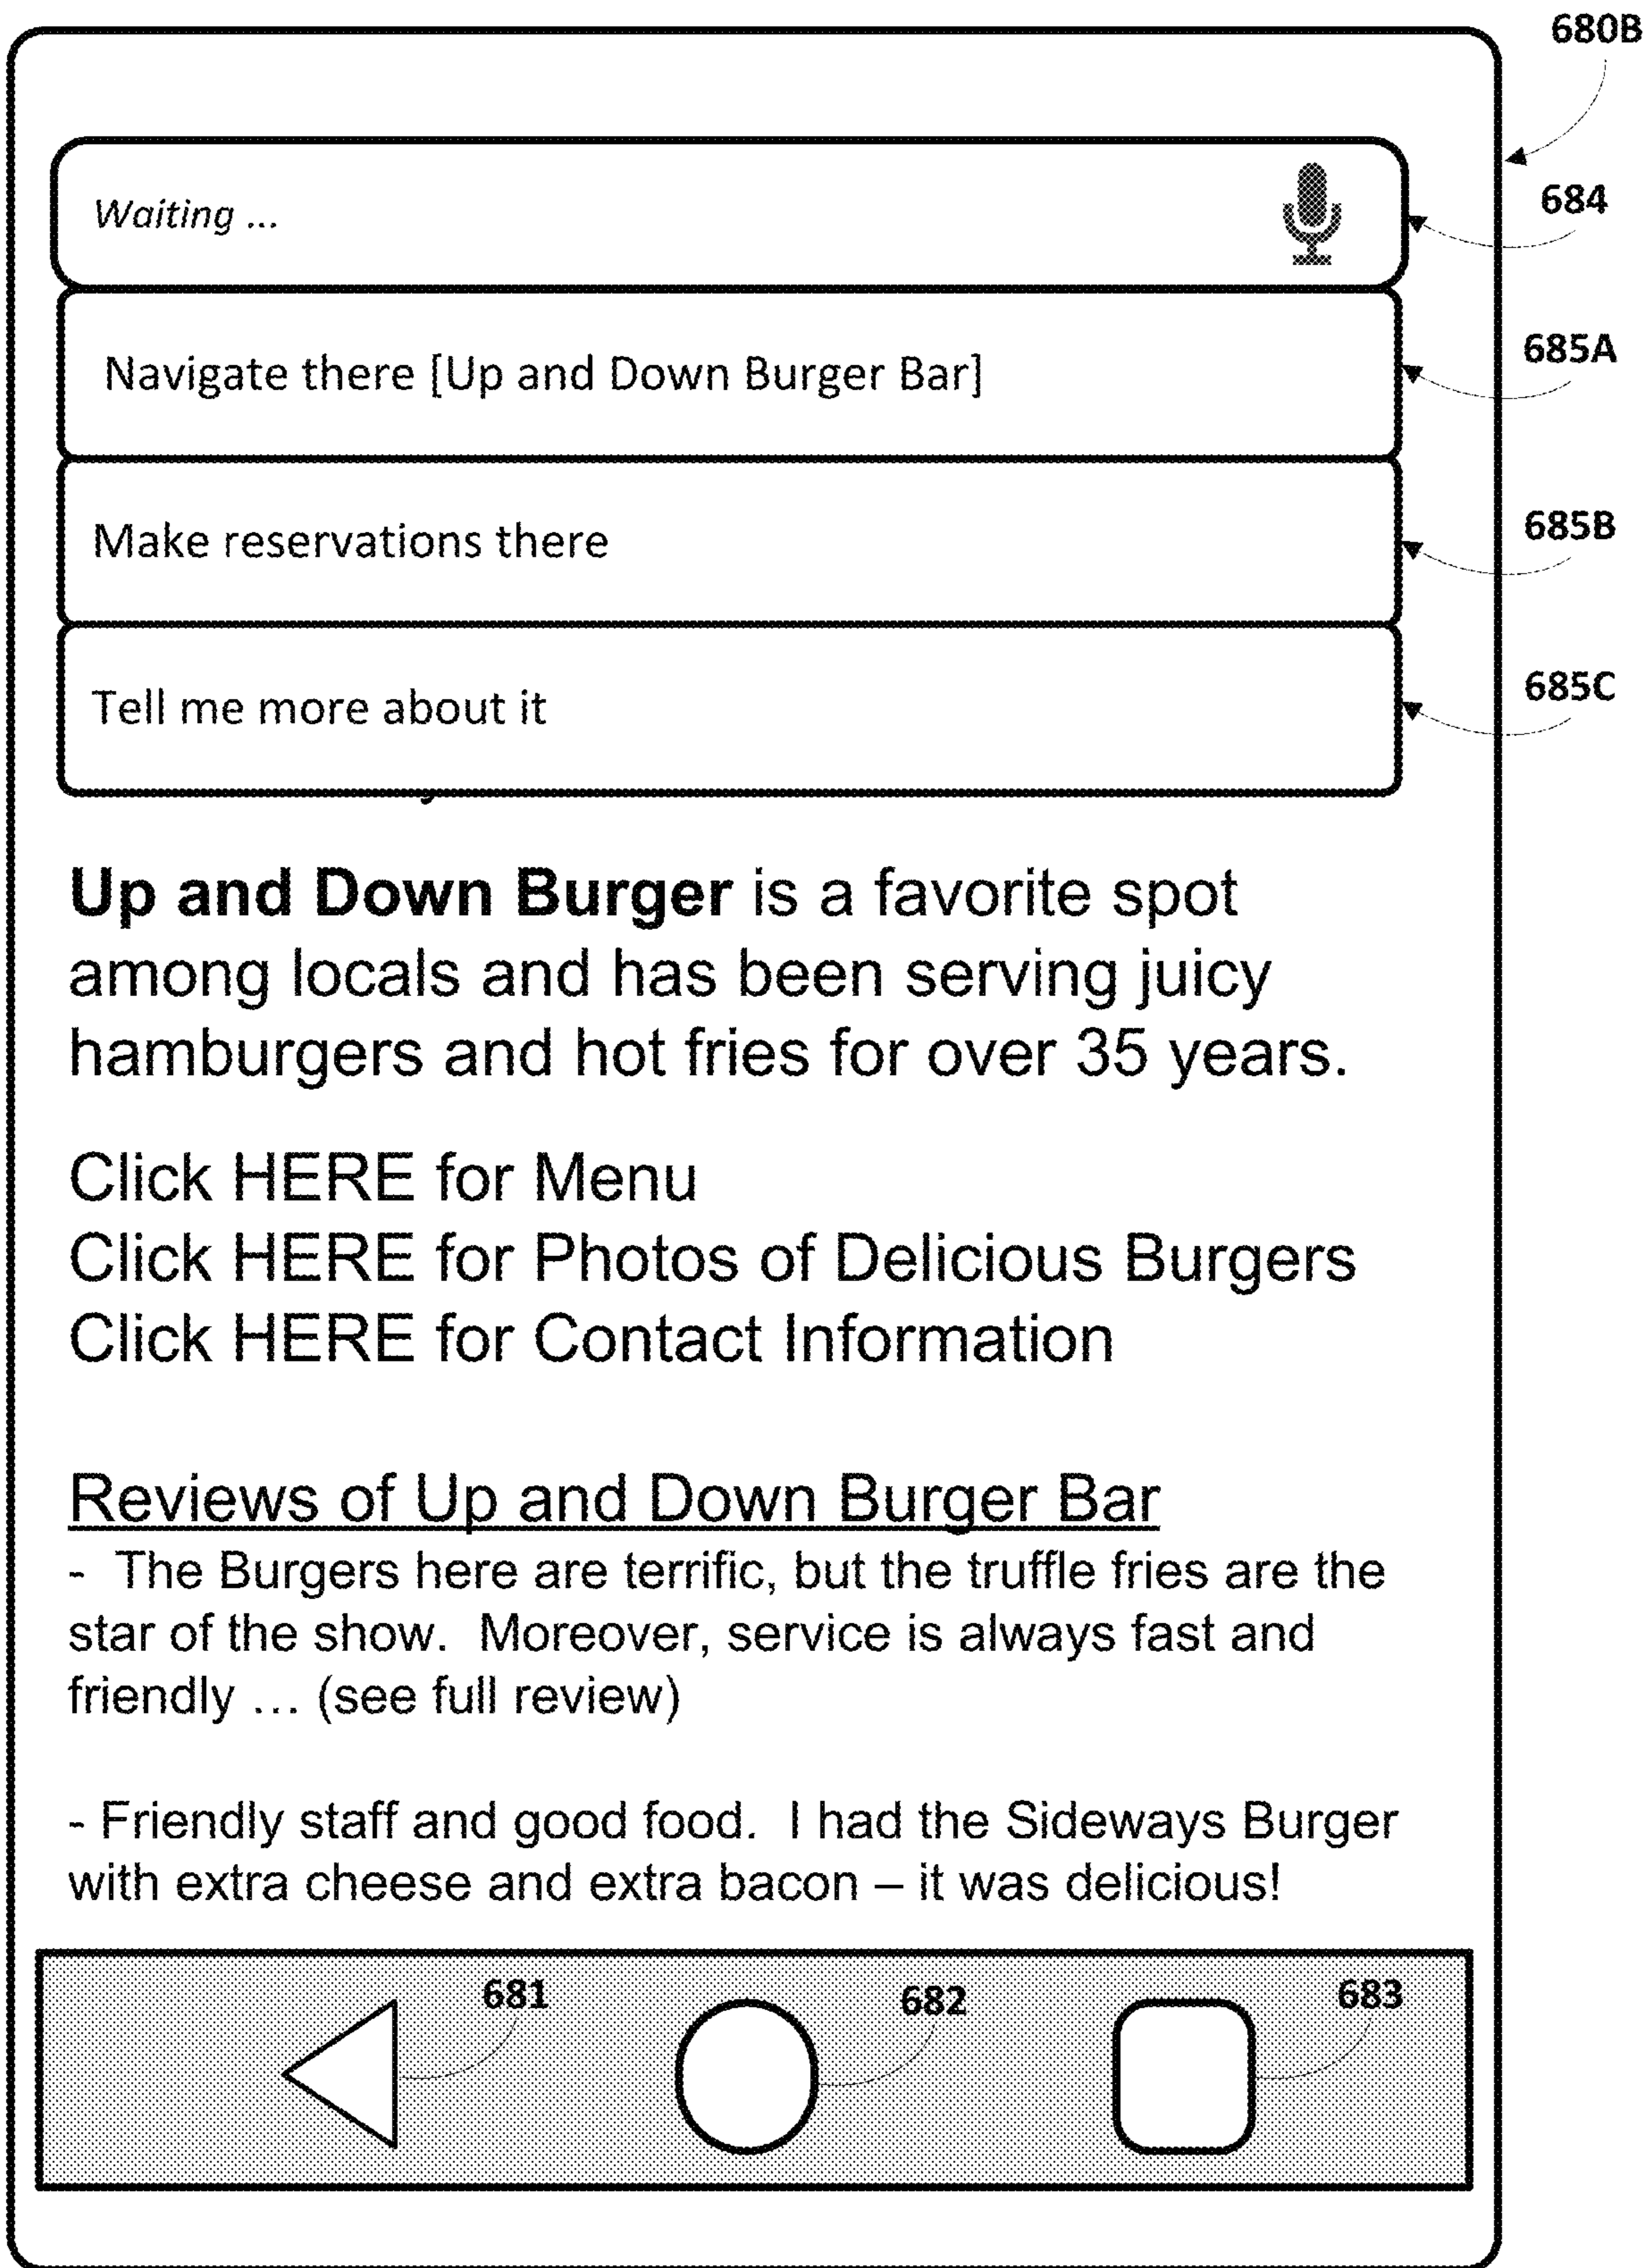 680B
Waiting ...
684
Navigate there [Up and Down Burger Bar]
685A
Make reservations there
685B
Tell me more about it
685C
Up and Down Burger is a favorite spot
among locals and has been serving juicy
hamburgers and hot fries for over 35 years.
Click HERE for Menu
Click HERE for Photos of Delicious Burgers
Click HERE for Contact Information
Reviews of Up and Down Burger Bar
- The Burgers here are terrific, but the truffle fries are the
star of the show. Moreover, service is always fast and
friendly ... (see full review)
- Friendly staff and good food. I had the Sideways Burger
with extra cheese and extra bacon – it was delicious!
681
682
683